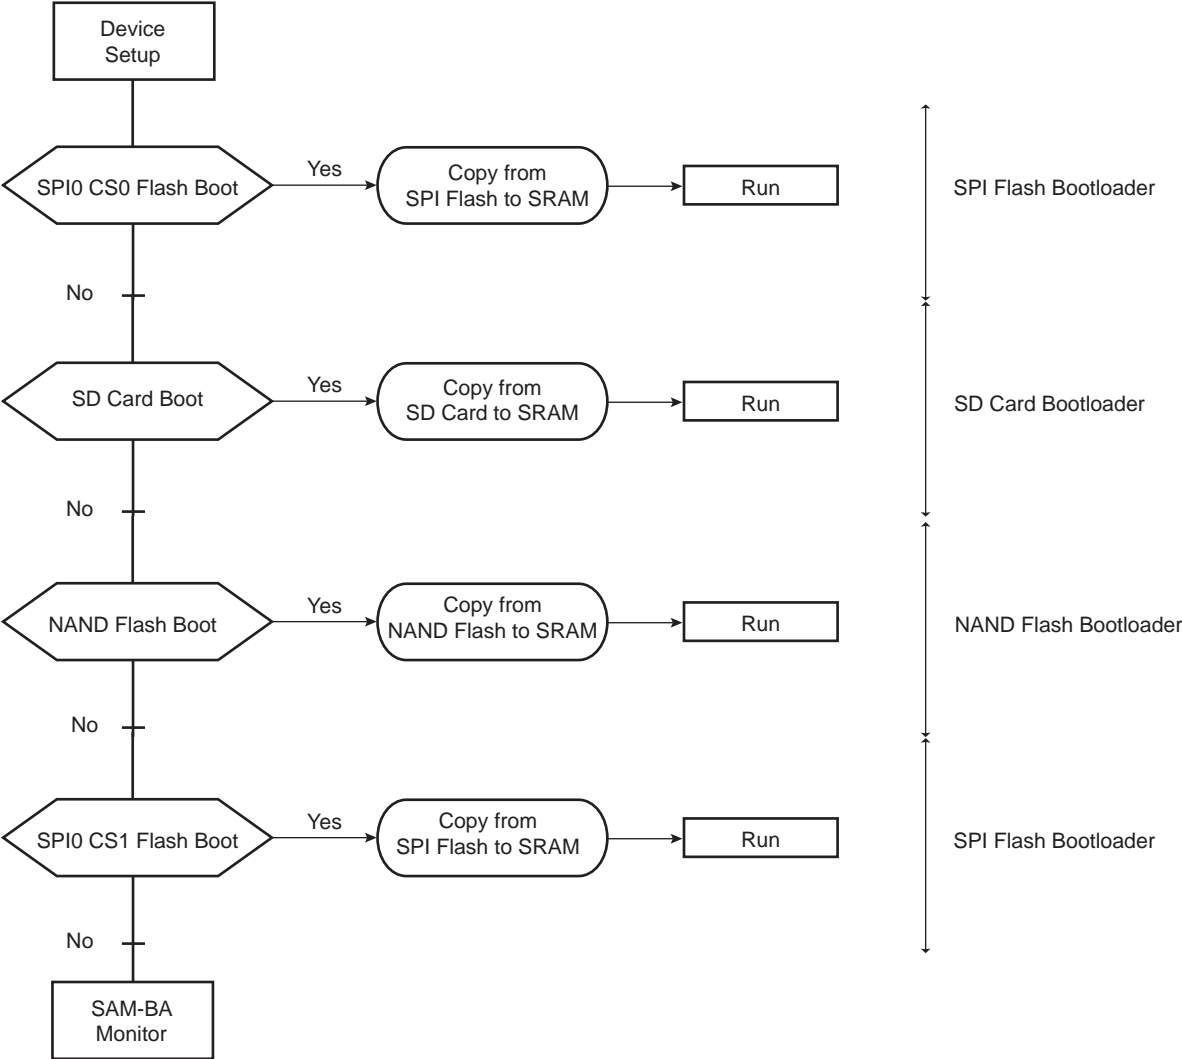 Device
Setup
SPI0 CS0 Flash Boot
Yes
Copy from
SPI Flash to SRAM
Run
SPI Flash Bootloader
No
SD Card Boot
Yes
Copy from
SD Card to SRAM
Run
SD Card Bootloader
No
NAND Flash Boot
Yes
Copy from
NAND Flash to SRAM
Run
NAND Flash Bootloader
No
SPI0 CS1 Flash Boot
Yes
Copy from
SPI Flash to SRAM
Run
SPI Flash Bootloader
No
SAM-BA
Monitor